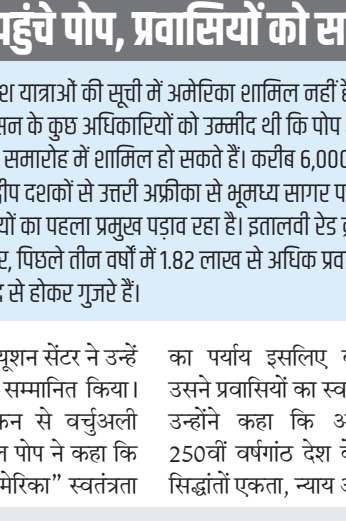 पहुंचे पोप, प्रवासियों को स
श यात्राओं की सूची में अमेरिका शामिल नहीं है
सन के कुछ अधिकारियों को उम्मीद थी कि पोप
समारोह में शामिल हो सकते हैं। करीब 6,000
द्वीप दशकों से उत्तरी अफ्रीका से भूमध्य सागर प
यों का पहला प्रमुख पड़ाव रहा है। इतालवी रेड
र, पिछले तीन वर्षों में 1.82 लाख से अधिक प्रवा
द से होकर गुजरे हैं।
यूशन सेंटर ने उन्हें
सम्मानित किया।
कन से वर्चुअली
पोप ने कहा कि
मेरिका” स्वतंत्रता
का पर्याय इसलिए
उसने प्रवासियों का स्व
उन्होंने कहा कि अ
250वीं वर्षगांठ देश
सिद्धांतों एकता, न्याय